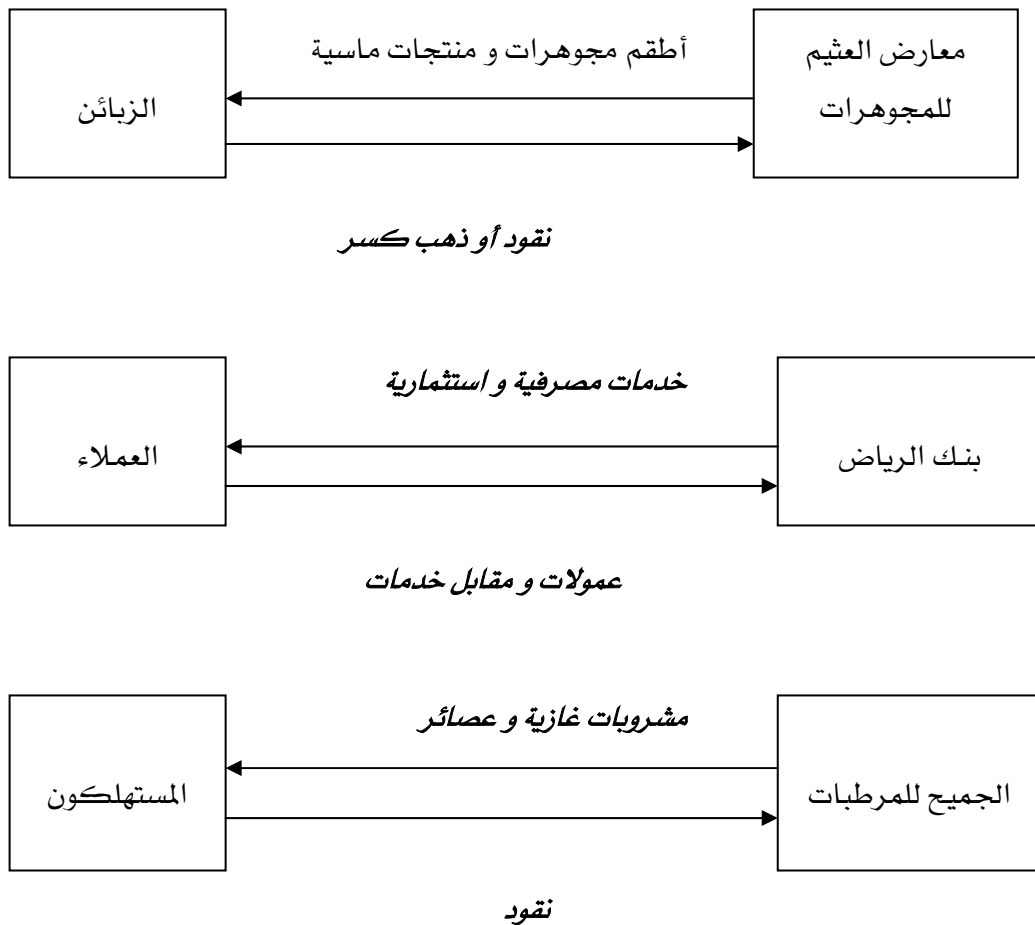 معارض العثيم
للمجوهرات
أطقم مجوهرات و منتجات ماسية
الزبائن
نقود أو ذهب كسر
بنك الرياض
خدمات مصرفية و استثمارية
العملاء
عمولات و مقابل خدمات
الجميح للمرطبات
مشروبات غازية و عصائر
المستهلكون
نقود